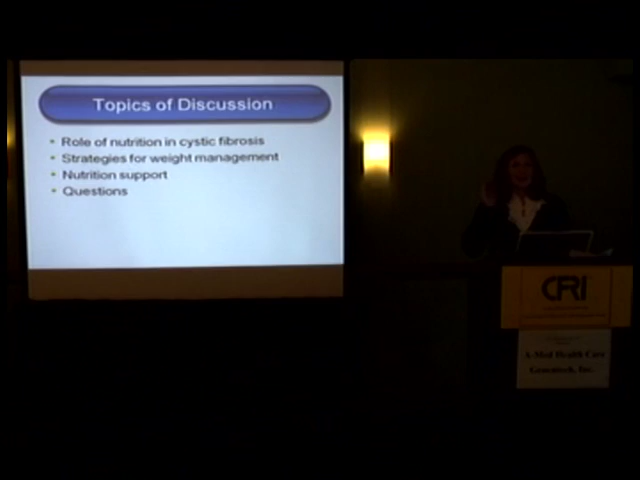 Topics of Discussion
Role of nutrition in cystic fibrosis
Strategies for weight management
Nutrition support
Questions
CFRI
A-Med Health Care
Genentech, Inc.